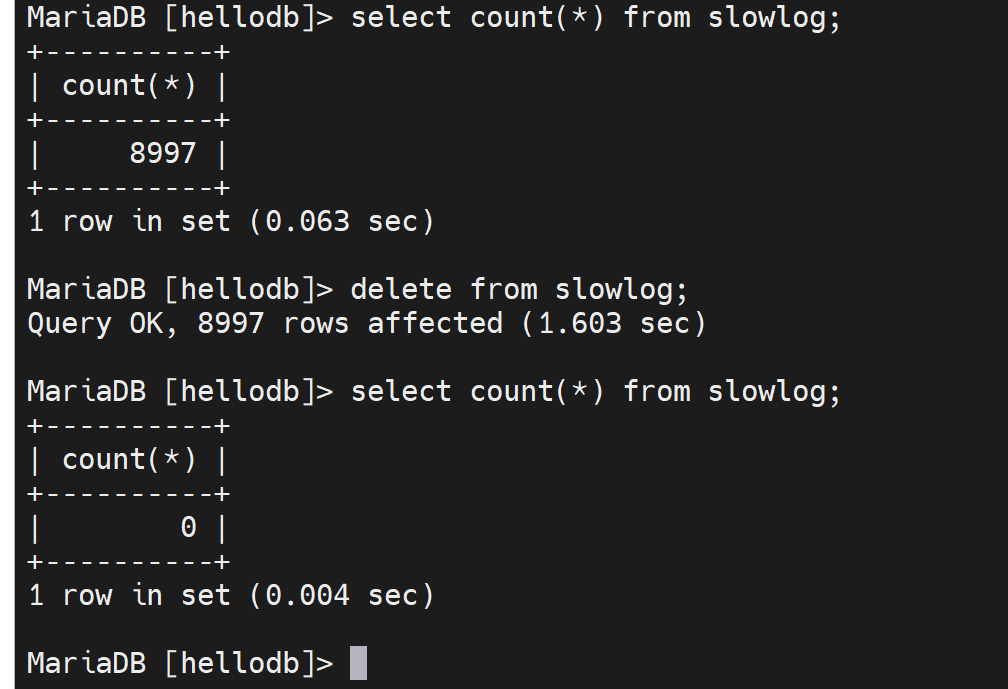 MariaDB [hellodb]> select count(*) from slowlog;
+----------+
| count(*) |
+----------+
|     8997 |
+----------+
1 row in set (0.063 sec)

MariaDB [hellodb]> delete from slowlog;
Query OK, 8997 rows affected (1.603 sec)

MariaDB [hellodb]> select count(*) from slowlog;
+----------+
| count(*) |
+----------+
|        0 |
+----------+
1 row in set (0.004 sec)

MariaDB [hellodb]>